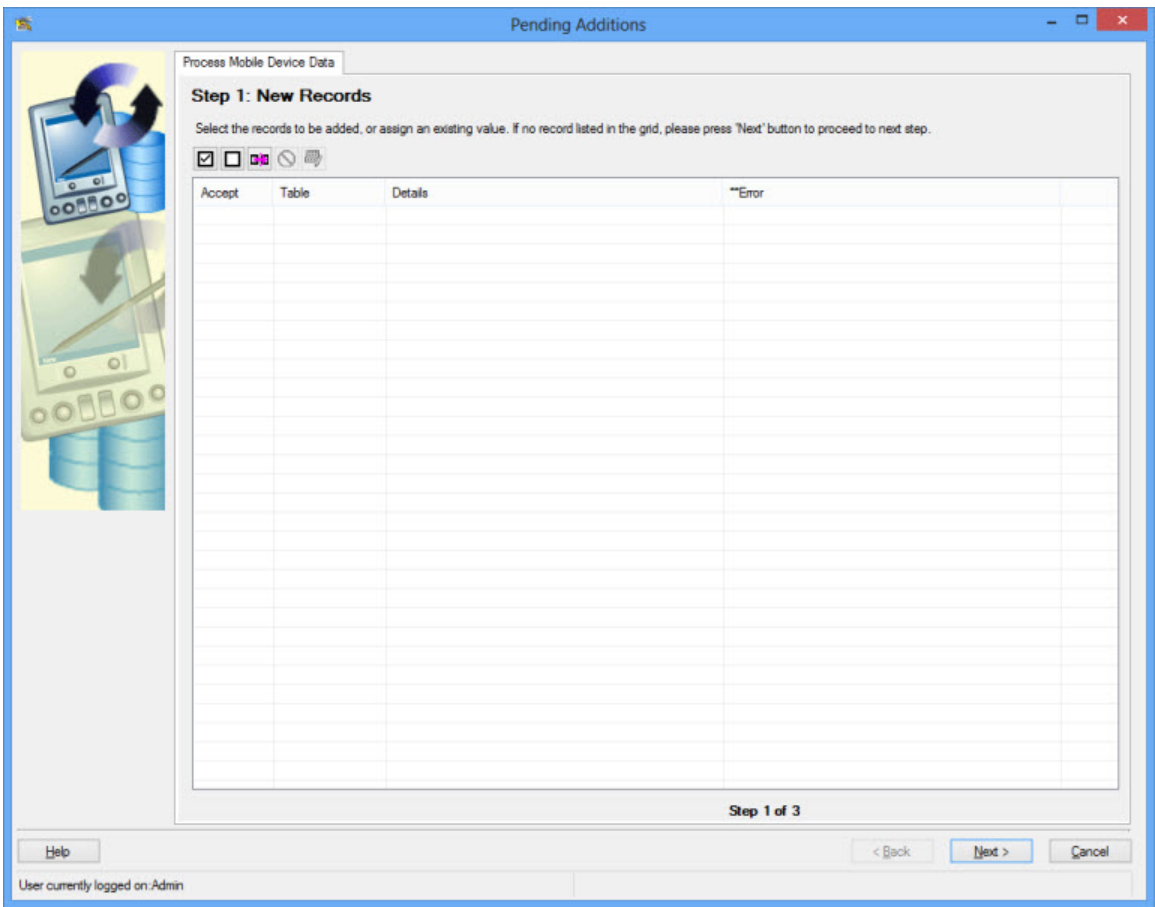 Pending Additions
Process Mobile Device Data
Step 1: New Records
Select the records to be added, or assign an existing value. If no record listed in the grid, please press 'Next' button to proceed to next step.
Accept Table Details **Error
Step 1 of 3
Help < Back Next > Cancel
User currently logged on:Admin